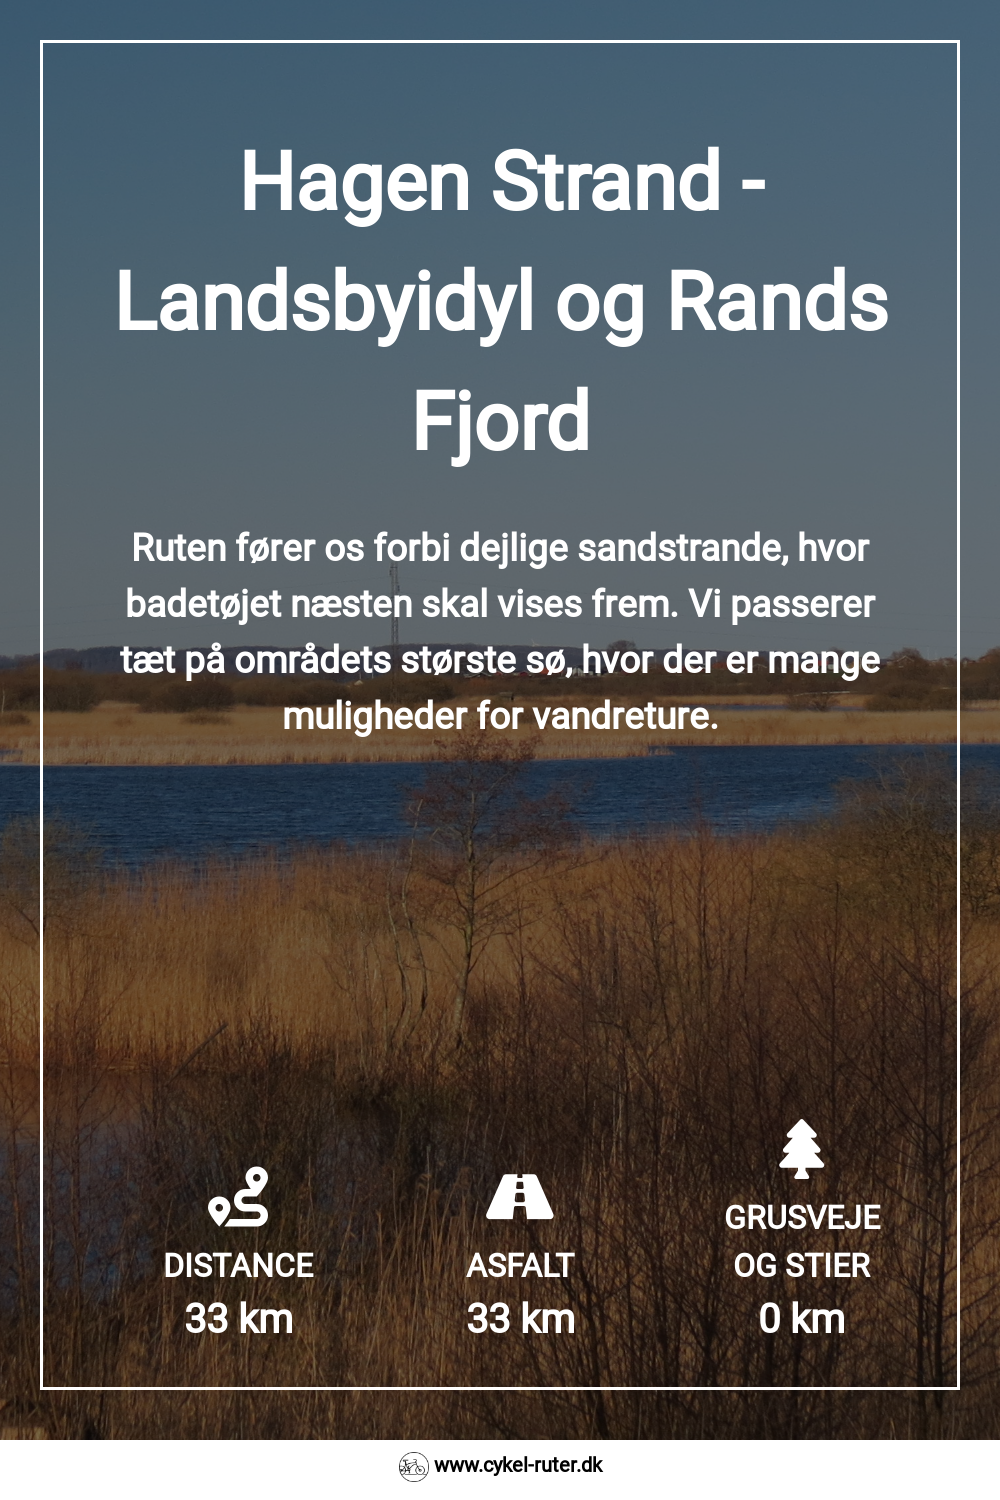 Hagen Strand -
Landsbyidyl og Rands
Fjord
Ruten fører os forbi dejlige sandstrande, hvor
badetøjet næsten skal vises frem. Vi passerer
tæt på områdets største sø, hvor der er mange
muligheder for vandreture.
DISTANCE
33 km
ASFALT
33 km
GRUSVEJE
OG STIER
0 km
www.cykel-ruter.dk